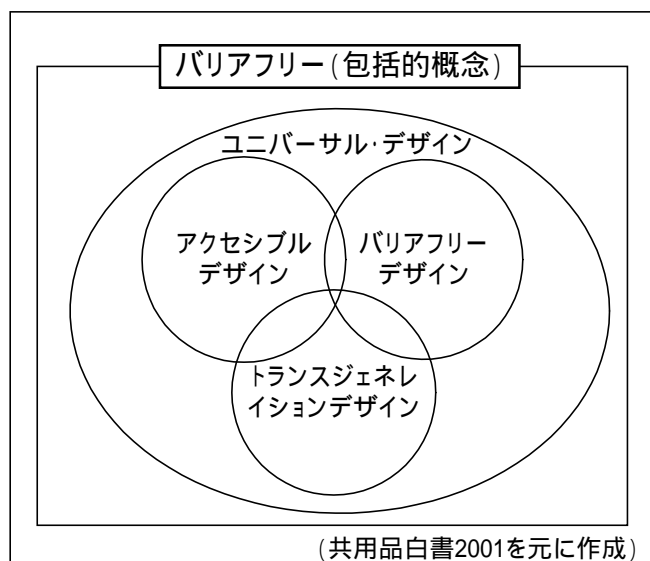 バリアフリー(包括的概念)
ユニバーサル・デザイン
アクセシブル
デザイン
バリアフリー
デザイン
トランスジェネレ
イションデザイン
(共用品白書2001を元に作成)